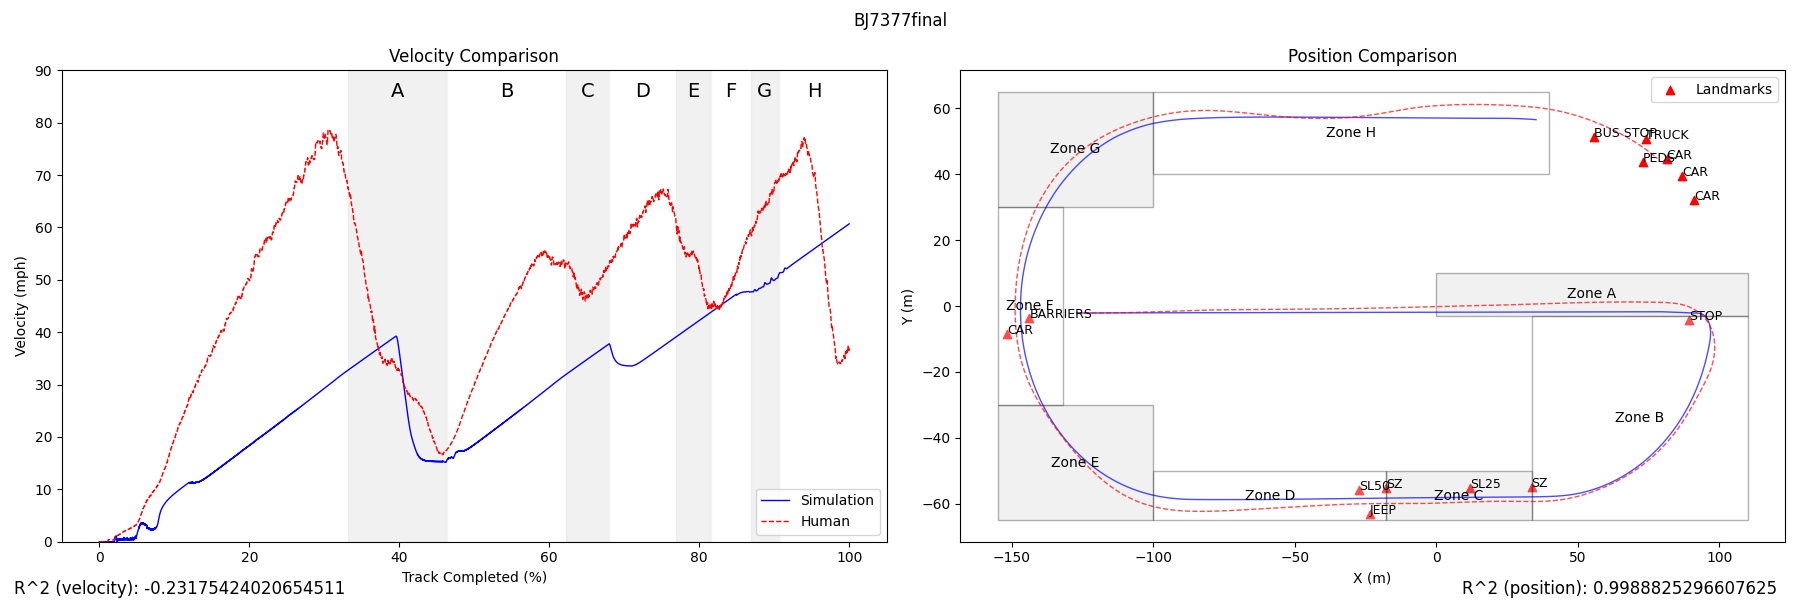 BJ7377final
Velocity Comparison
90
80
70
60
50
40
30
20
10
0
Velocity (mph)
A B C D E F G H
Simulation
Human
0 20 40 60 80 100
Track Completed (%)
R^2 (velocity): -0.23175424020654511
Position Comparison
60
40
20
0
−20
−40
−60
Y (m)
Landmarks
BUS STOP
TRUCK
PEDS
CAR
CAR
CAR
Zone H
Zone G
Zone A
Zone F
BARRIERS
CAR
STOP
Zone B
Zone E
Zone D
SL50
SZ
JEEP
Zone C
SL25
SZ
−150 −100 −50 0 50 100
X (m)
R^2 (position): 0.9988825296607625